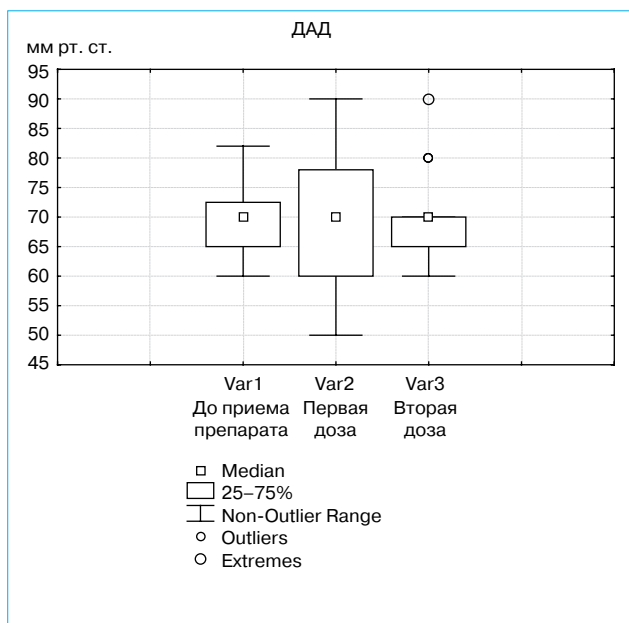 ДАД
мм рт. ст.
95
90
85
80
75
70
65
60
55
50
45
Var1 Var2 Var3
До приема Первая Вторая
препарата доза доза
Median
25–75%
Non-Outlier Range
Outliers
Extremes